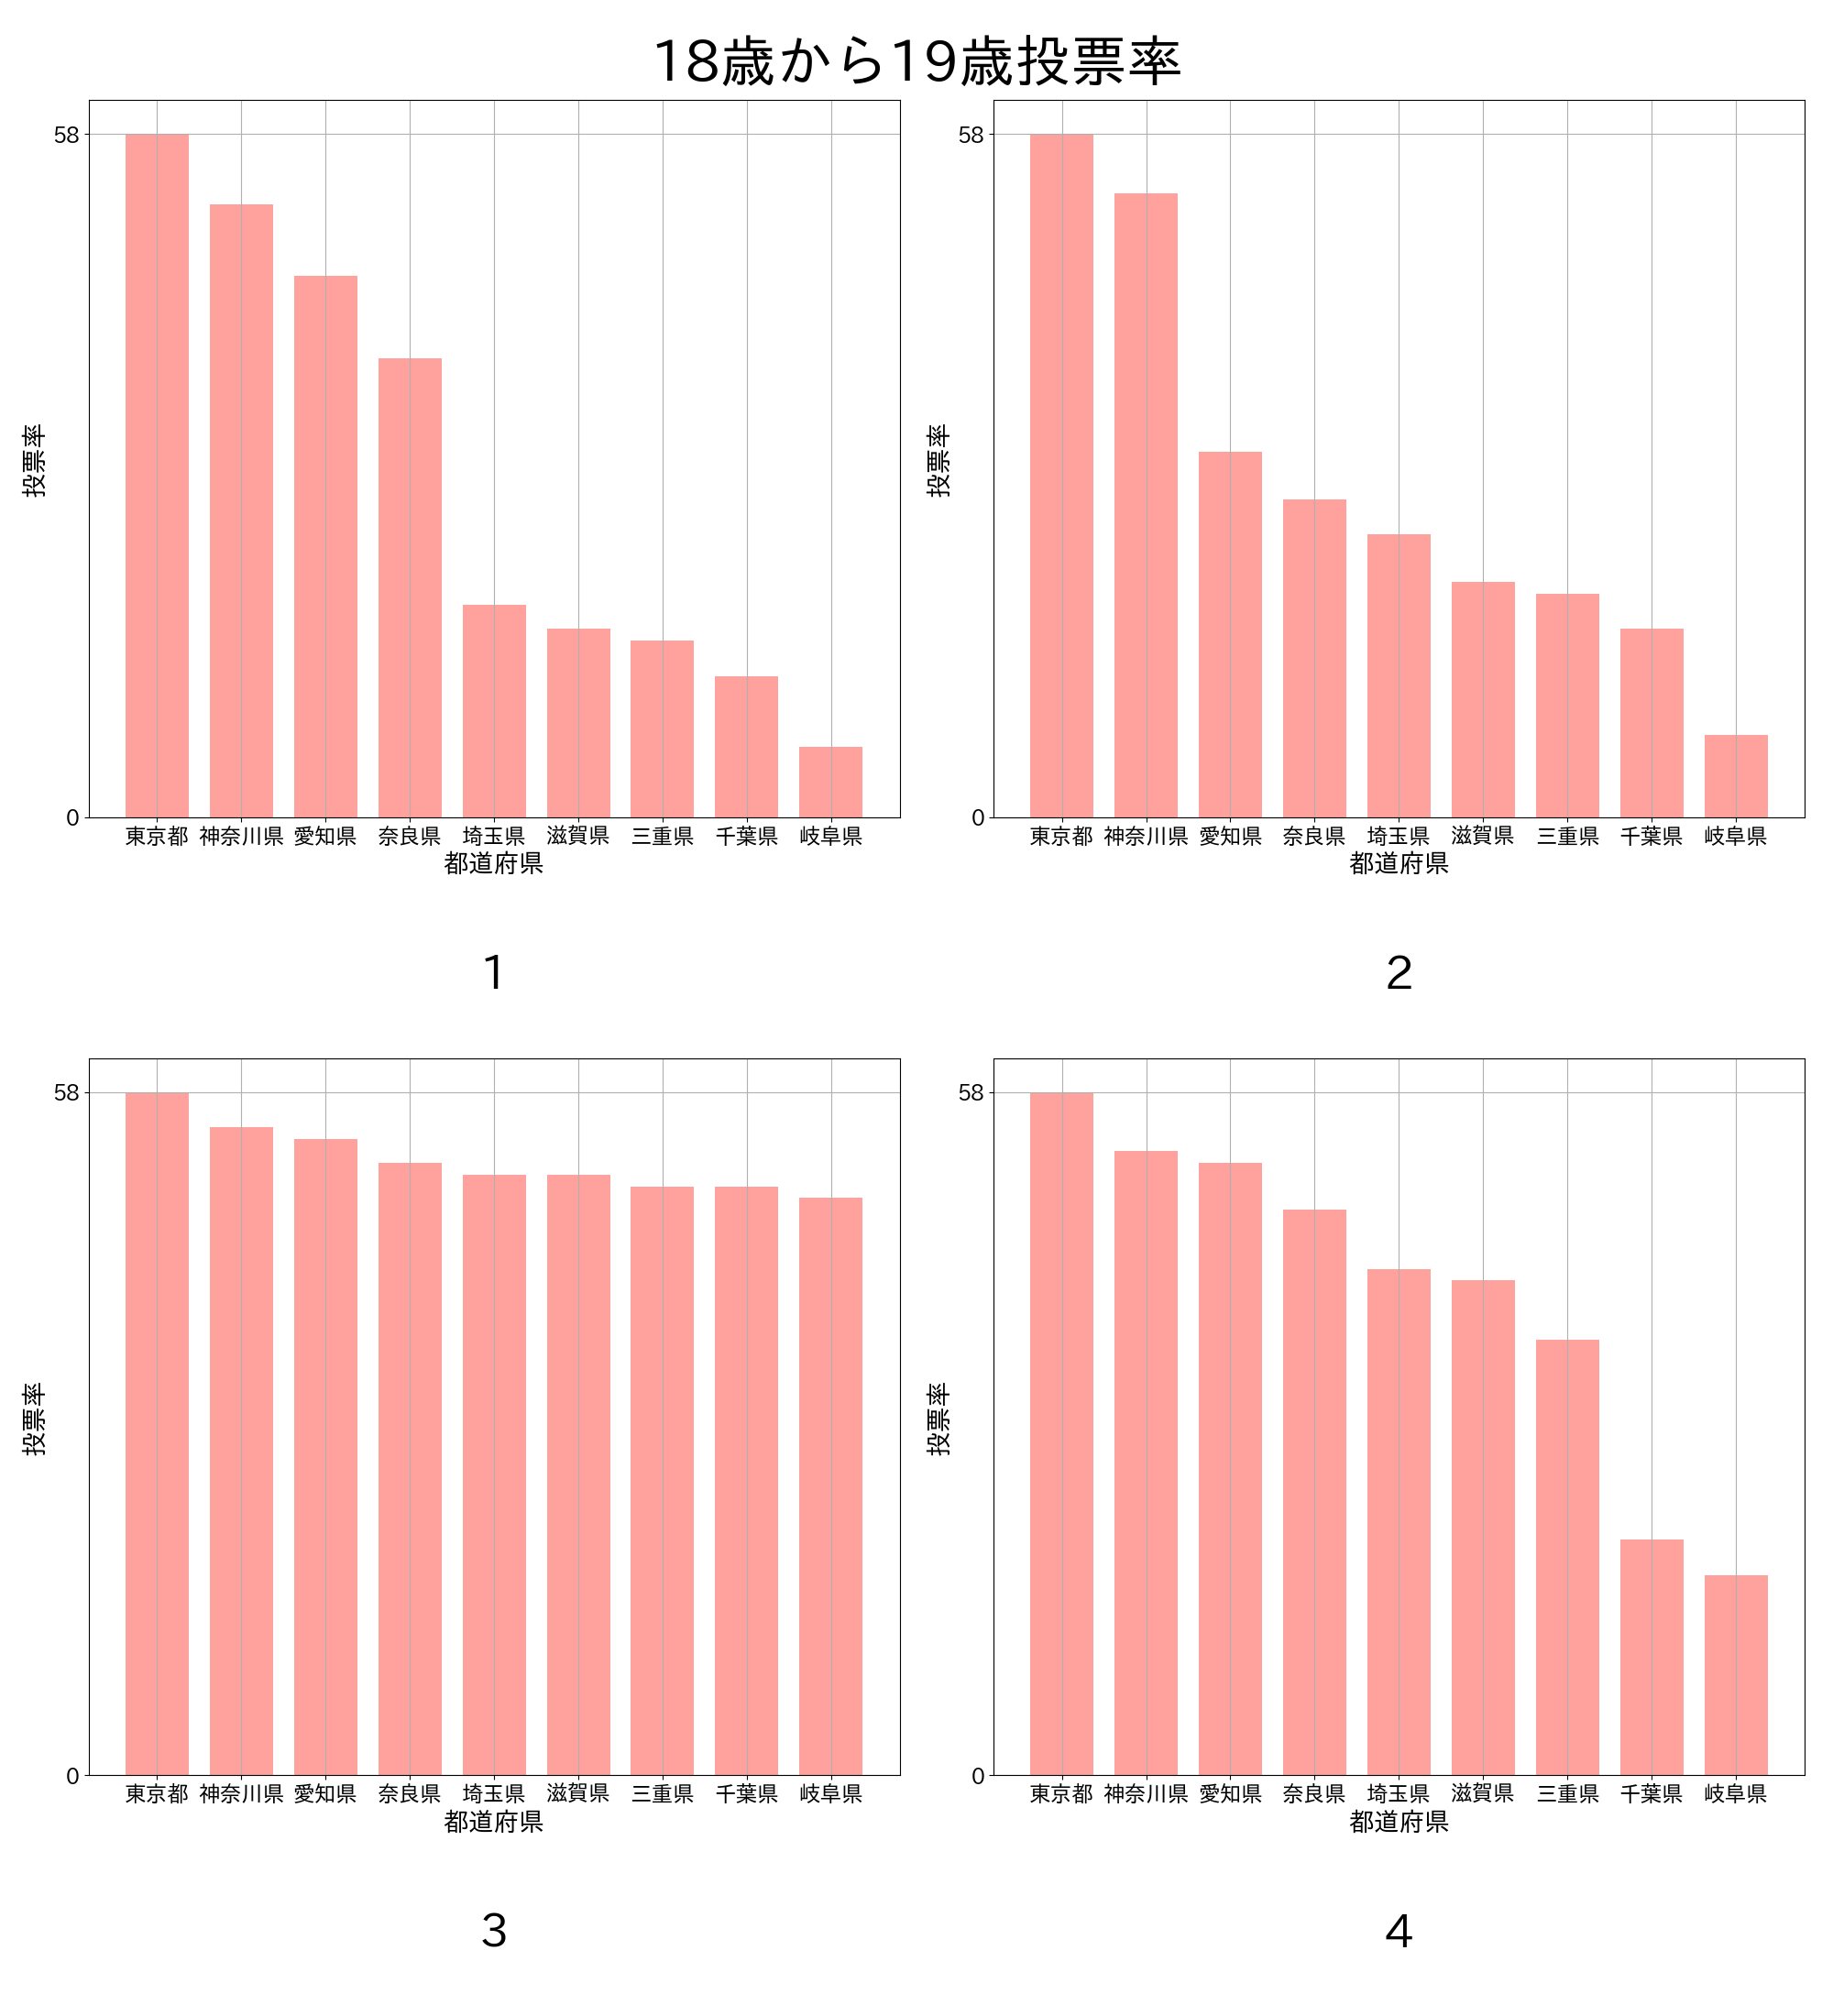 18歳から19歳投票率
58
0
投票率
東京都 神奈川県 愛知県 奈良県 埼玉県 滋賀県 三重県 千葉県 岐阜県
都道府県
1
58
0
投票率
東京都 神奈川県 愛知県 奈良県 埼玉県 滋賀県 三重県 千葉県 岐阜県
都道府県
2
58
0
投票率
東京都 神奈川県 愛知県 奈良県 埼玉県 滋賀県 三重県 千葉県 岐阜県
都道府県
3
58
0
投票率
東京都 神奈川県 愛知県 奈良県 埼玉県 滋賀県 三重県 千葉県 岐阜県
都道府県
4